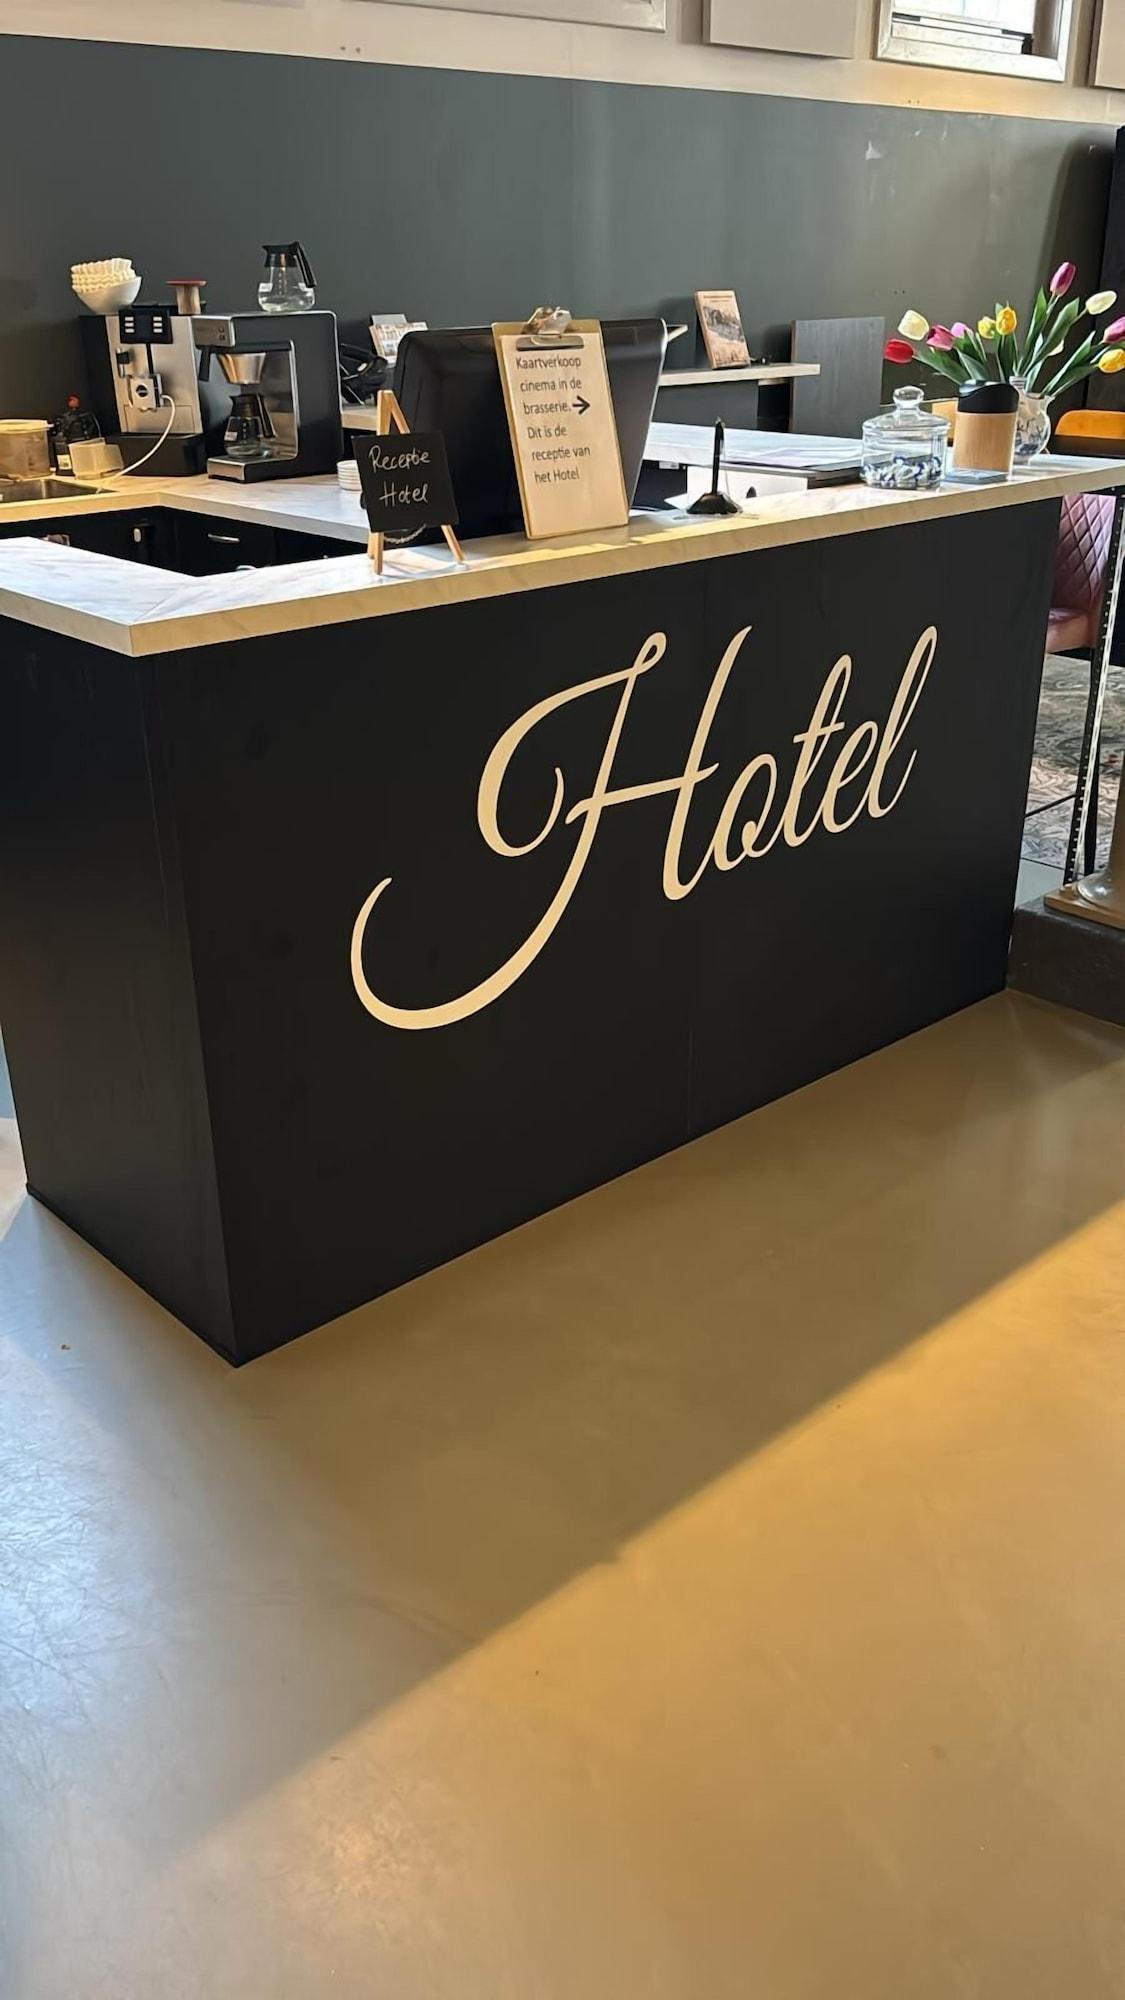 Kaartverkoop
cinema in de
brasserie. →
Dit is de
receptie van
het Hotel
Receptie
Hotel
Hotel